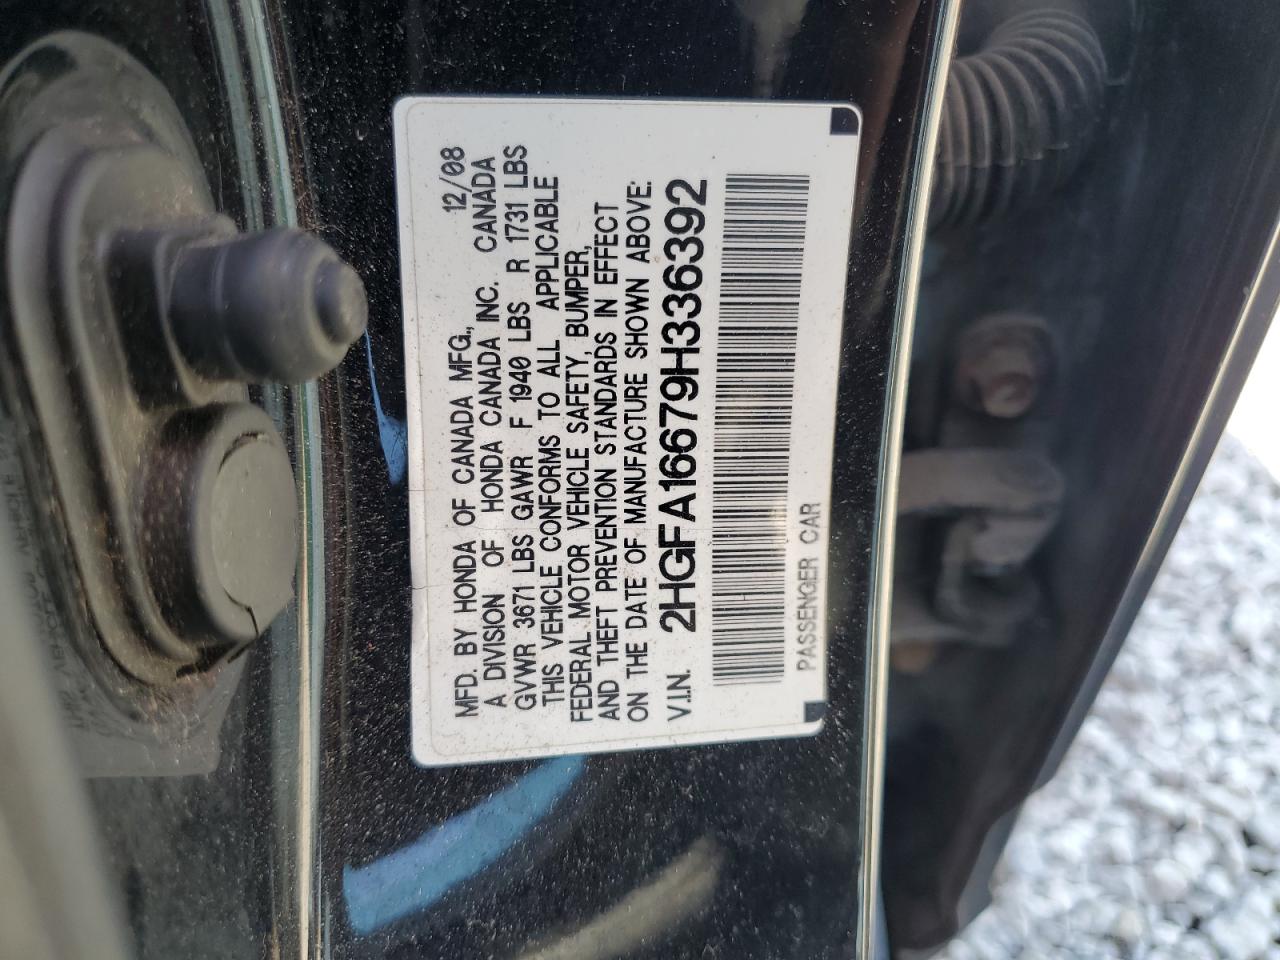 MFD. BY HONDA OF CANADA MFG., 12/08
A DIVISION OF HONDA CANADA INC. CANADA
GVWR 3671 LBS GAWR F 1940 LBS R 1731 LBS
THIS VEHICLE CONFORMS TO ALL APPLICABLE
FEDERAL MOTOR VEHICLE SAFETY, BUMPER,
AND THEFT PREVENTION STANDARDS IN EFFECT
ON THE DATE OF MANUFACTURE SHOWN ABOVE:
V.I.N. 2HGFA16679H336392
PASSENGER CAR